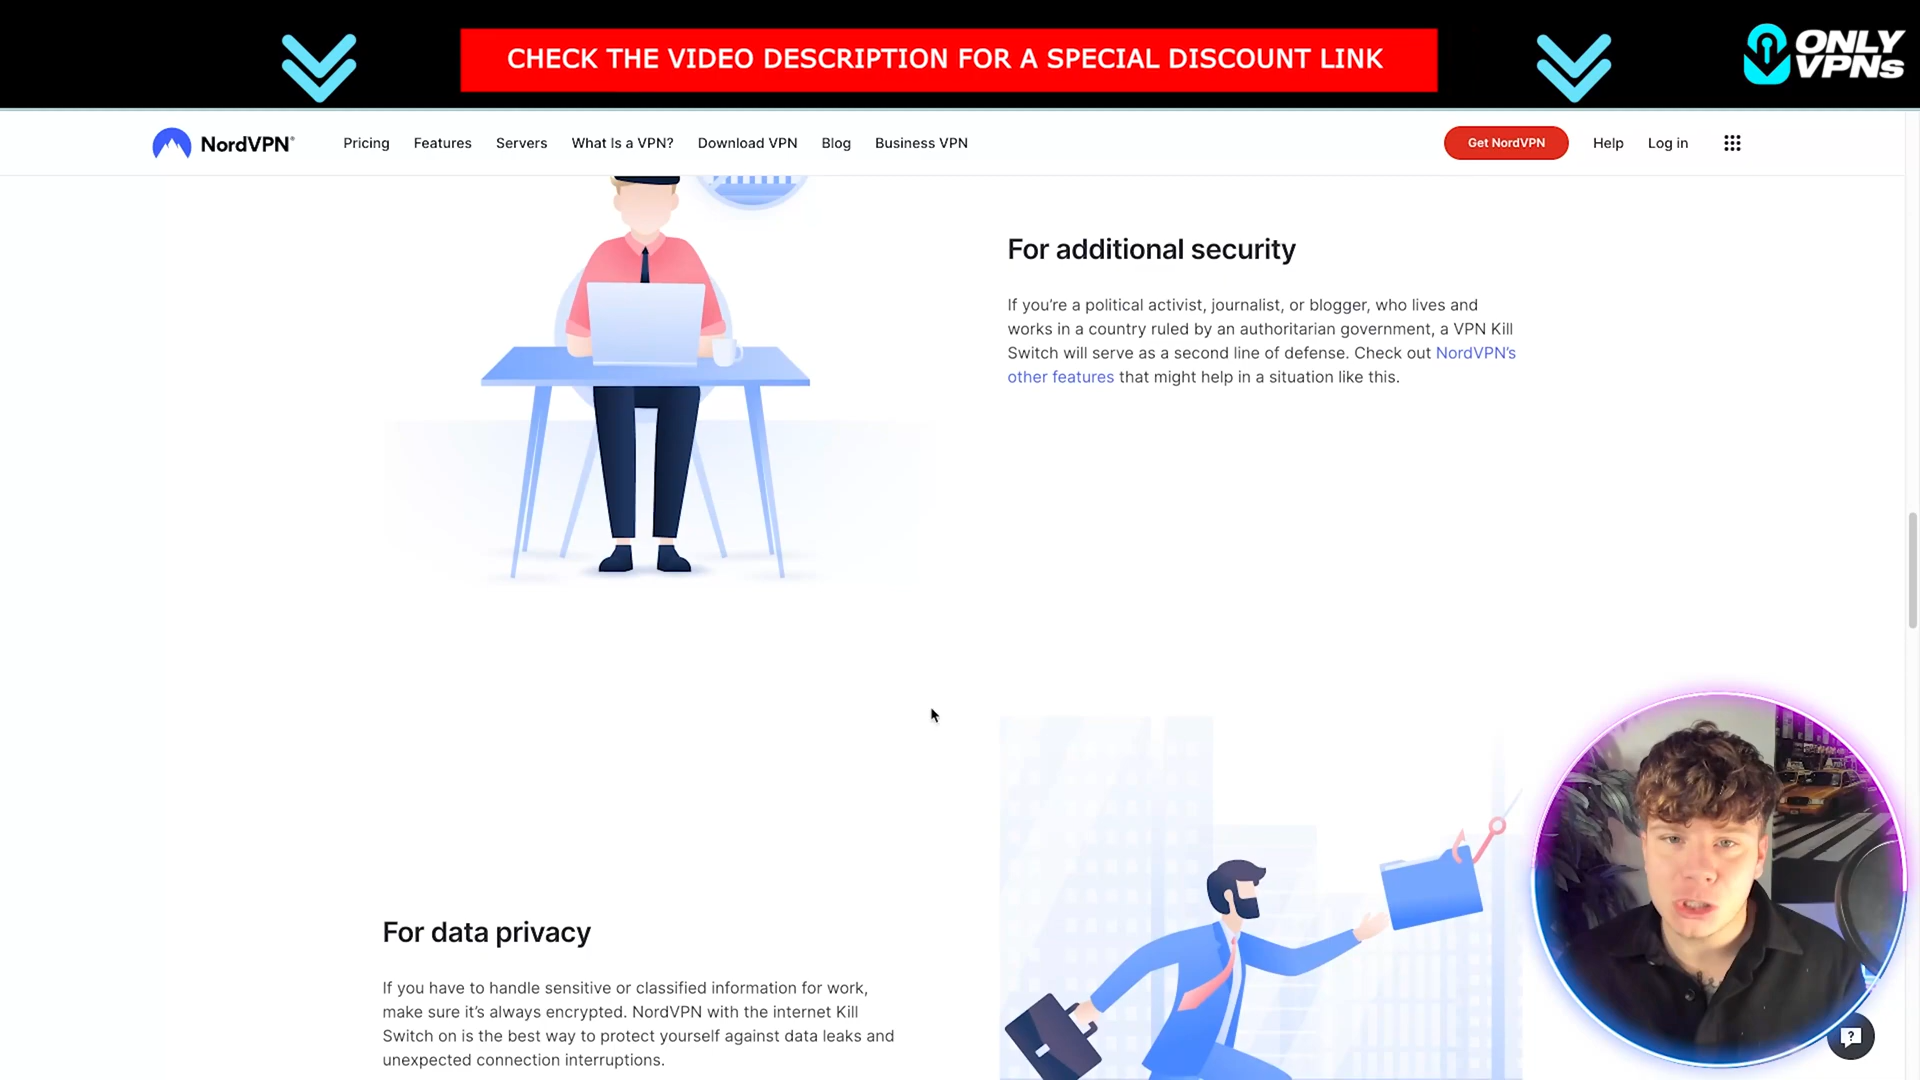 CHECK THE VIDEO DESCRIPTION FOR A SPECIAL DISCOUNT LINK
ONLY
VPNs
NordVPN®
Pricing
Features
Servers
What Is a VPN?
Download VPN
Blog
Business VPN
Get NordVPN
Help
Log in
For additional security
If you’re a political activist, journalist, or blogger, who lives and
works in a country ruled by an authoritarian government, a VPN Kill
Switch will serve as a second line of defense. Check out NordVPN’s
other features that might help in a situation like this.
For data privacy
If you have to handle sensitive or classified information for work,
make sure it’s always encrypted. NordVPN with the internet Kill
Switch on is the best way to protect yourself against data leaks and
unexpected connection interruptions.
?